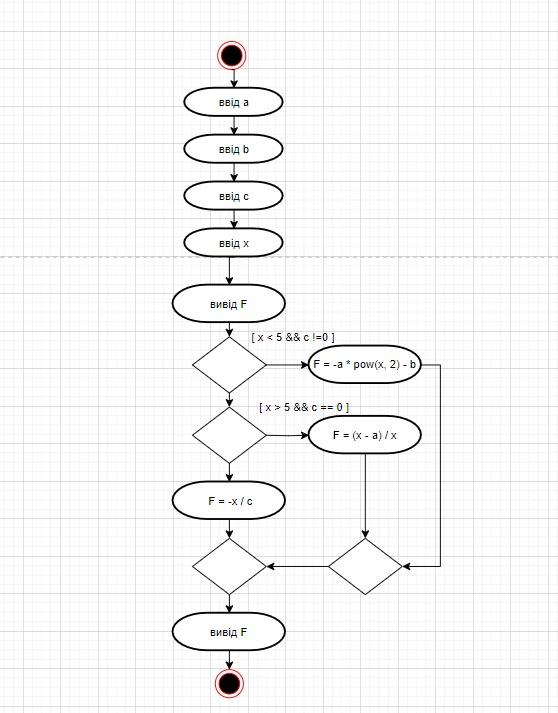 ввід a
ввід b
ввід c
ввід x
вивід F
[ x < 5 && c !=0 ]
F = -a * pow(x, 2) - b
[ x > 5 && c == 0 ]
F = (x - a) / x
F = -x / c
вивід F